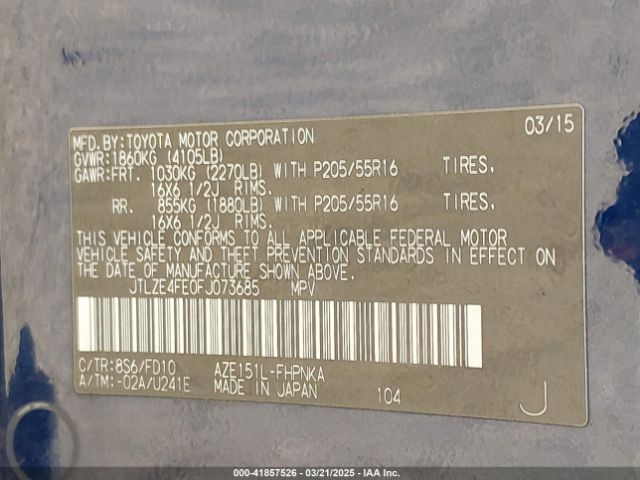 MFD. BY: TOYOTA MOTOR CORPORATION 03/15
GVWR: 1860KG (4105LB)
GAWR: FRT. 1030KG (2270LB) WITH P205/55R16 TIRES.
16X6 1/2J RIMS.
RR. 855KG (1880LB) WITH P205/55R16 TIRES.
16X6 1/2J RIMS.
THIS VEHICLE CONFORMS TO ALL APPLICABLE FEDERAL MOTOR
VEHICLE SAFETY AND THEFT PREVENTION STANDARDS IN EFFECT ON
THE DATE OF MANUFACTURE SHOWN ABOVE.
JTLZE4FE0FJ073685 MPV
C/TR: 8S6/FD10 AZE151L-FHPNKA
A/TM: -02A/U241E MADE IN JAPAN 104 J
000-41857526 - 03/21/2025 - IAA Inc.